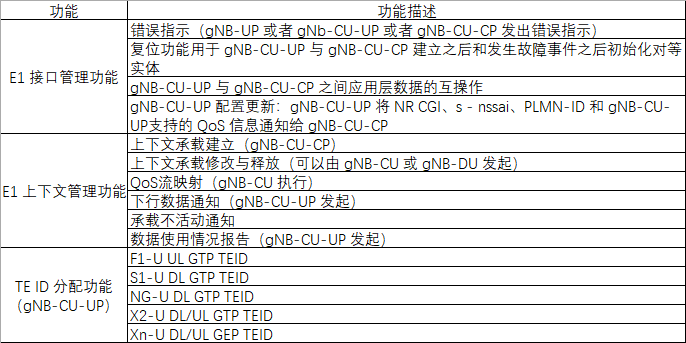 功能
功能描述
E1 接口管理功能
错误指示（gNB-UP 或者 gNb-CU-UP 或者 gNB-CU-CP 发出错误指示）
复位功能用于 gNB-CU-UP 与 gNB-CU-CP 建立之后和发生故障事件之后初始化对等
实体
gNB-CU-UP 与 gNB-CU-CP 之间应用层数据的互操作
gNB-CU-UP 配置更新：gNB-CU-UP 将 NR CGI、s - nssai、PLMN-ID 和 gNB-CU-
UP支持的 QoS 信息通知给 gNB-CU-CP
E1 上下文管理功能
上下文承载建立（gNB-CU-CP）
上下文承载修改与释放（可以由 gNB-CU 或 gNB-DU 发起）
QoS流映射（gNB-CU 执行）
下行数据通知（gNB-CU-UP 发起）
承载不活动通知
数据使用情况报告（gNB-CU-UP 发起）
TE ID 分配功能
（gNB-CU-UP）
F1-U UL GTP TEID
S1-U DL GTP TEID
NG-U DL GTP TEID
X2-U DL/UL GTP TEID
Xn-U DL/UL GEP TEID